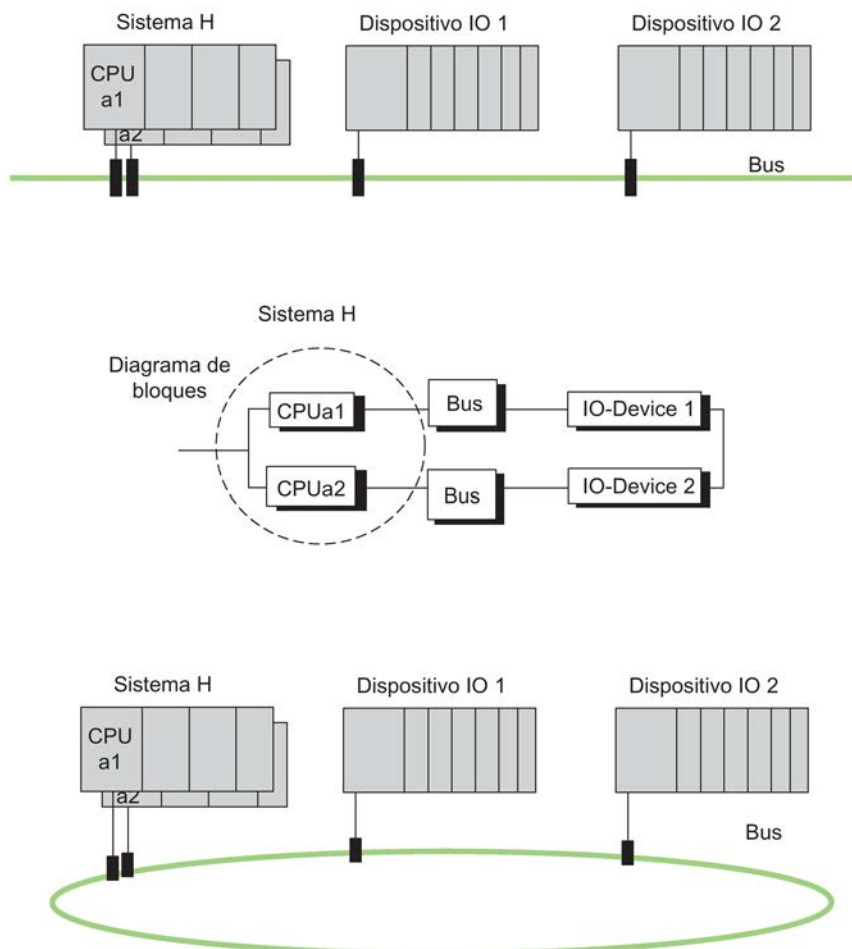 Sistema H
Dispositivo IO 1
Dispositivo IO 2
CPU
a1
a2
Bus
Sistema H
Diagrama de
bloques
CPUa1
Bus
IO-Device 1
CPUa2
Bus
IO-Device 2
Sistema H
Dispositivo IO 1
Dispositivo IO 2
CPU
a1
a2
Bus